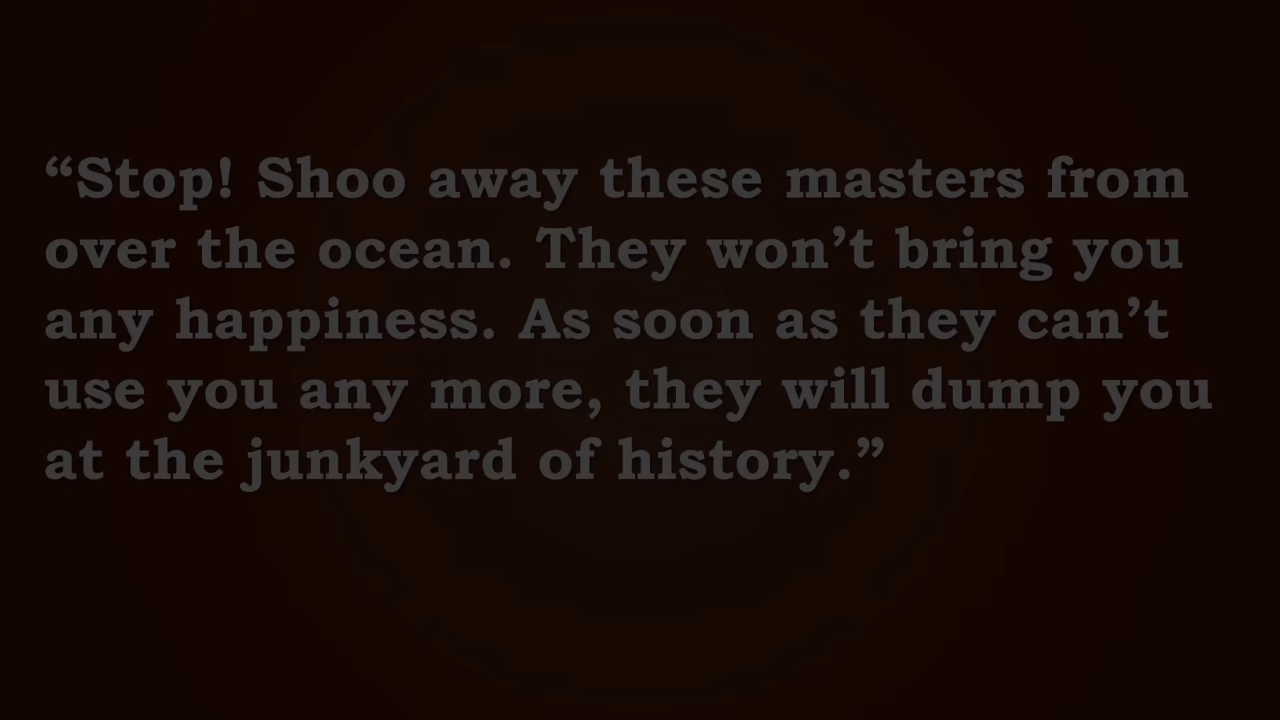 “Stop! Shoo away these masters from
over the ocean. They won’t bring you
any happiness. As soon as they can’t
use you any more, they will dump you
at the junkyard of history.”